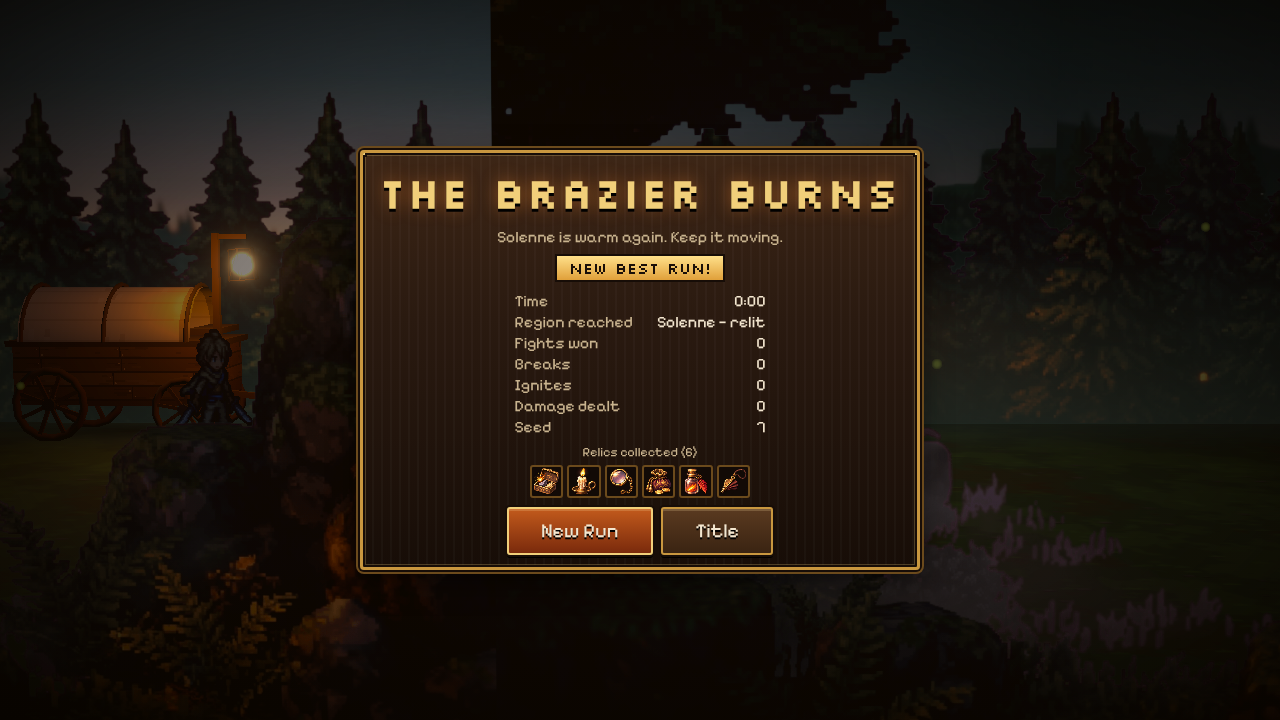 THE BRAZIER BURNS
Solenne is warm again. Keep it moving.
NEW BEST RUN!
Time 0:00
Region reached Solenne - relit
Fights won 0
Breaks 0
Ignites 0
Damage dealt 0
Seed 7
Relics collected (6)
New Run Title